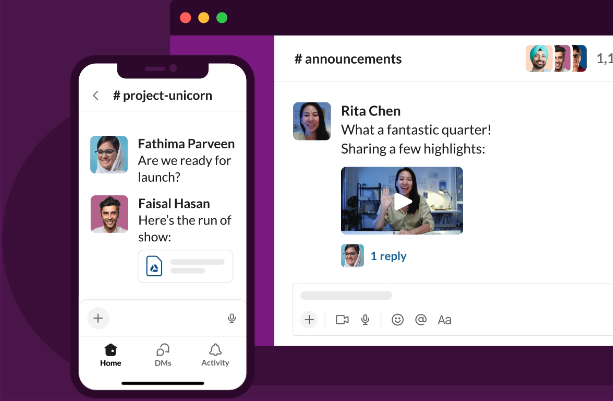 # project-unicorn
Fathima Parveen
Are we ready for
launch?
Faisal Hasan
Here's the run of
show:
Home
DMs
Activity
# announcements
1,1
Rita Chen
What a fantastic quarter!
Sharing a few highlights:
1 reply
@
Aa